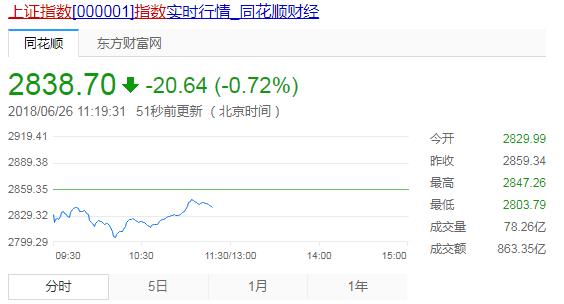 上证指数[000001]指数实时行情_同花顺财经
同花顺 东方财富网
2838.70 -20.64 (-0.72%)
2018/06/26 11:19:31 51秒前更新 （北京时间）
2919.41
2889.38
2859.35
2829.32
2799.29
09:30 10:30 11:30/13:00 14:00 15:00
今开 2829.99
昨收 2859.34
最高 2847.26
最低 2803.79
成交量 78.26亿
成交额 863.35亿
分时 5日 1月 1年